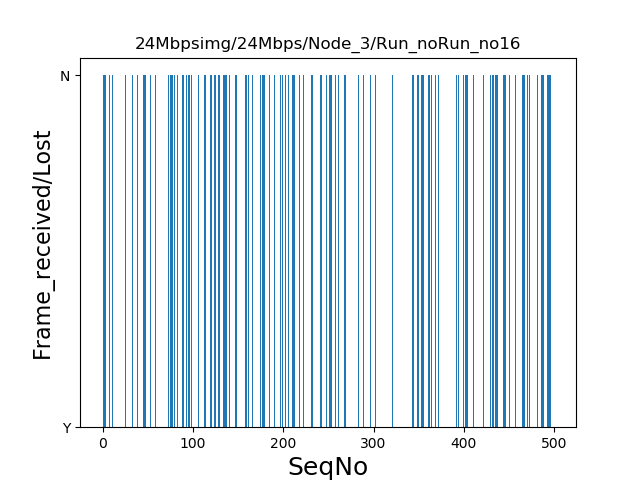 24Mbpsimg/24Mbps/Node_3/Run_noRun_no16
N
Frame_received/Lost
Y
0 100 200 300 400 500
SeqNo